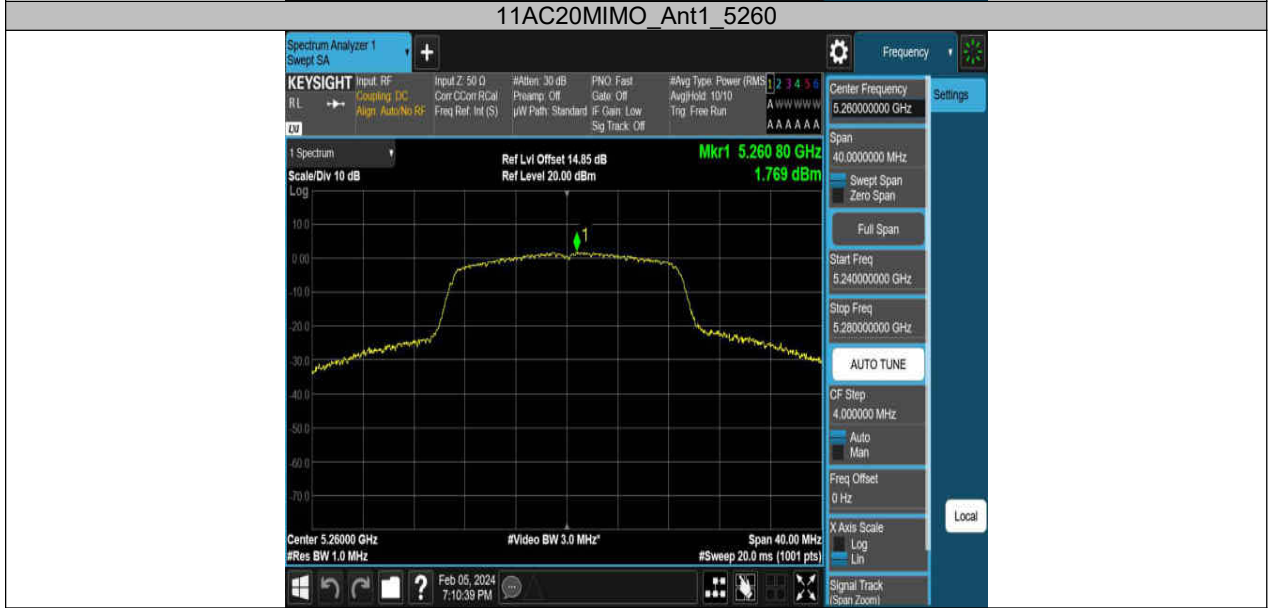 11AC20MIMO_Ant1_5260
Spectrum Analyzer 1
Swept SA
+
Frequency
KEYSIGHT
RL
LXI
Input: RF
Coupling: DC
Align: Auto/No RF
Input Z: 50 Ω
Corr CCorr RCal
Freq Ref: Int (S)
#Atten: 30 dB
Preamp: Off
µW Path: Standard
PNO: Fast
Gate: Off
IF Gain: Low
Sig Track: Off
#Avg Type: Power (RMS
Avg|Hold: 10/10
Trig: Free Run
1 2 3 4 5 6
A W W W W W
A A A A A A
1 Spectrum
Scale/Div 10 dB
Ref Lvl Offset 14.85 dB
Ref Level 20.00 dBm
Mkr1 5.260 80 GHz
1.769 dBm
Log
10.0
0.00
-10.0
-20.0
-30.0
-40.0
-50.0
-60.0
-70.0
1
Center 5.26000 GHz
#Res BW 1.0 MHz
#Video BW 3.0 MHz*
Span 40.00 MHz
#Sweep 20.0 ms (1001 pts)
?
Feb 05, 2024
7:10:39 PM
Center Frequency
5.260000000 GHz
Settings
Span
40.0000000 MHz
Swept Span
Zero Span
Full Span
Start Freq
5.240000000 GHz
Stop Freq
5.280000000 GHz
AUTO TUNE
CF Step
4.000000 MHz
Auto
Man
Freq Offset
0 Hz
X Axis Scale
Log
Lin
Local
Signal Track
(Span Zoom)